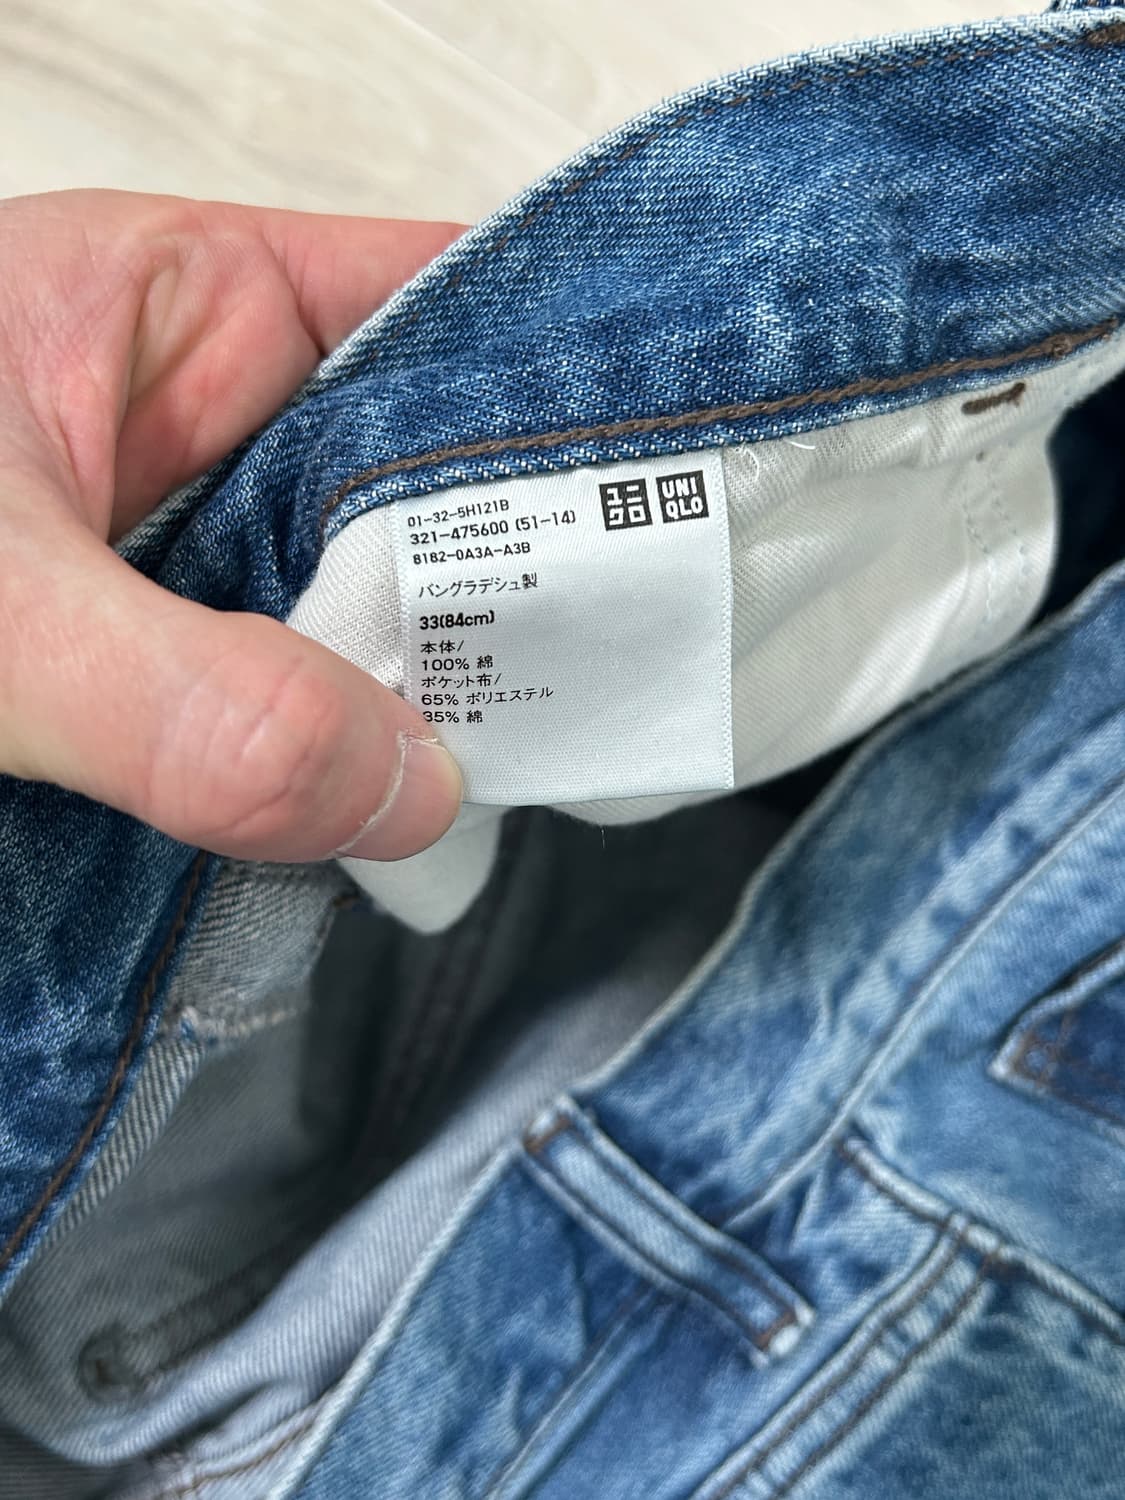 01-32-5H121B
321-475600 (51-14)
8182-0A3A-A3B
ユニクロ
UNIQLO
バングラデシュ製
33(84cm)
本体/
100% 綿
ポケット布/
65% ポリエステル
35% 綿